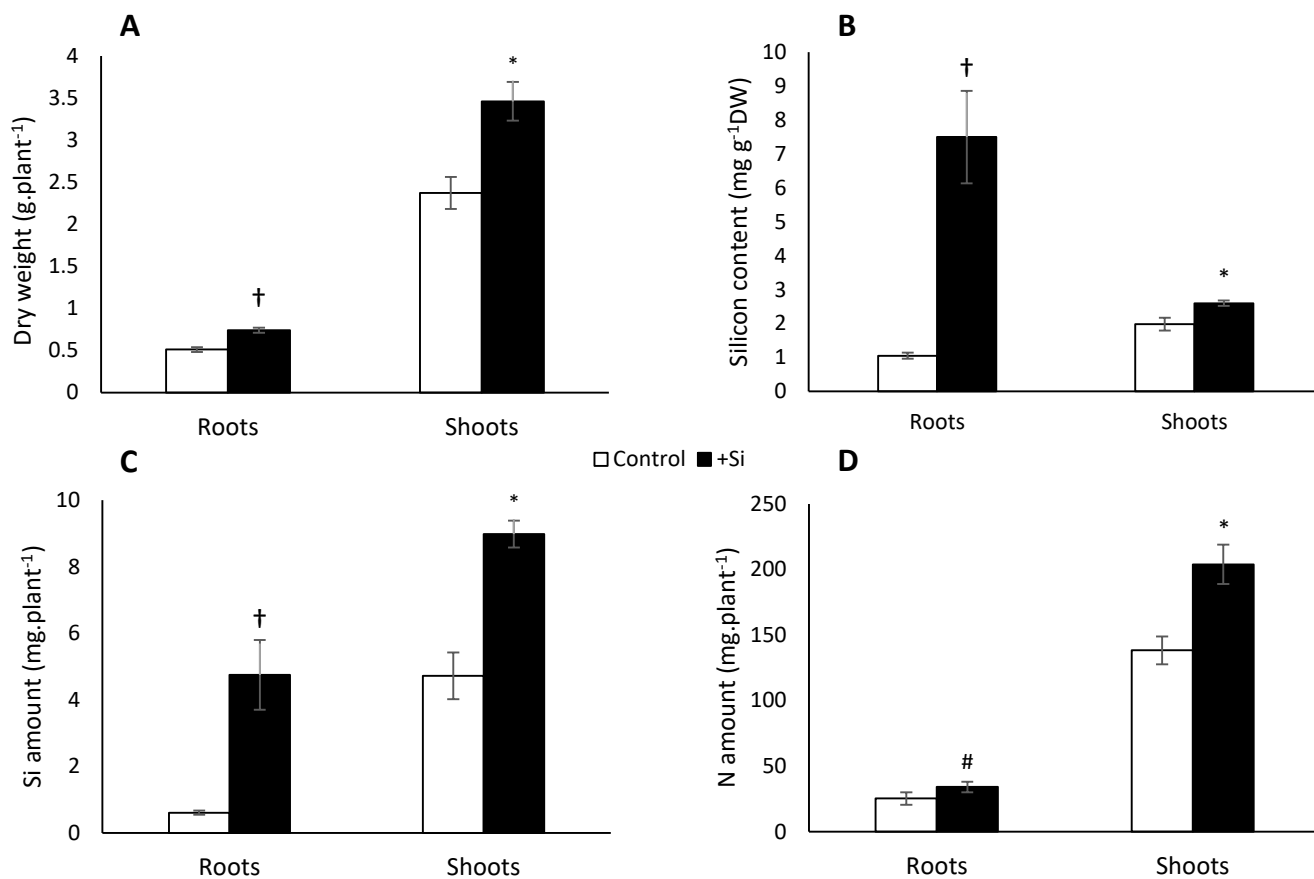 A
Dry weight (g.plant⁻¹)
4
3.5
3
2.5
2
1.5
1
0.5
0
†
*
Roots
Shoots
B
Silicon content (mg g⁻¹DW)
10
9
8
7
6
5
4
3
2
1
0
†
*
Roots
Shoots
Control +Si
C
Si amount (mg.plant⁻¹)
10
8
6
4
2
0
†
*
Roots
Shoots
D
N amount (mg.plant⁻¹)
250
200
150
100
50
0
#
*
Roots
Shoots